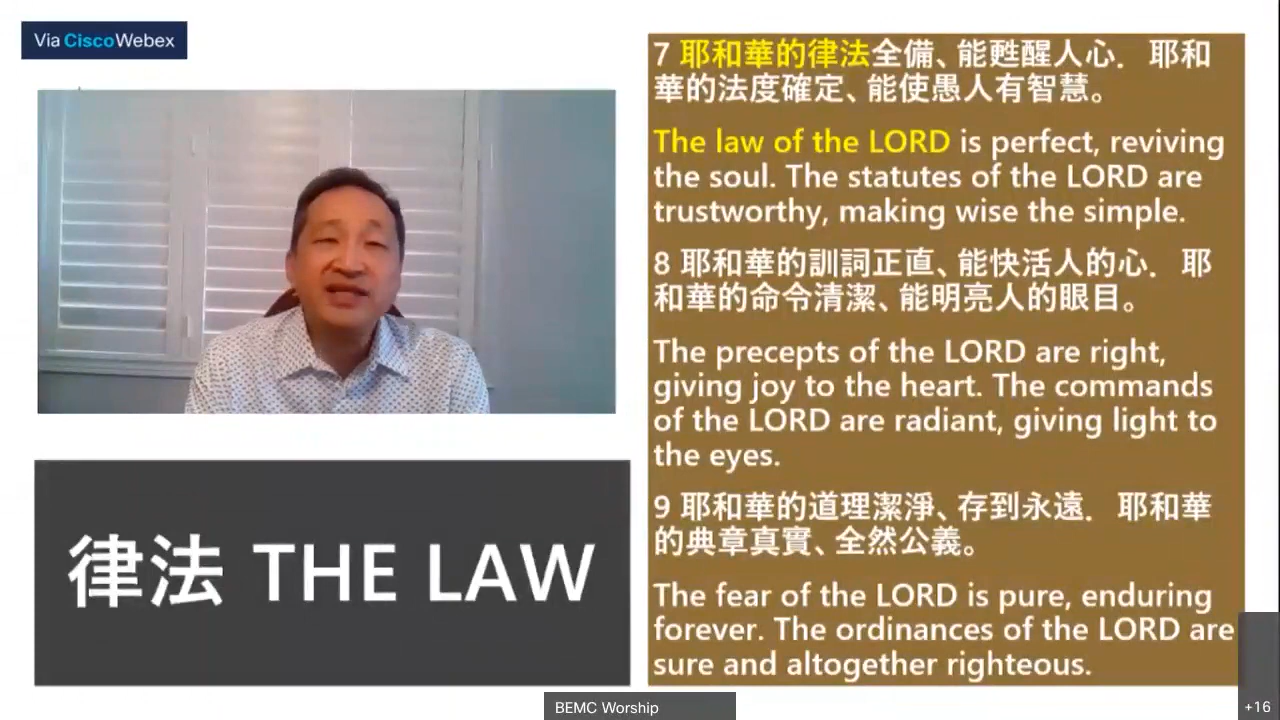 Via CiscoWebex
7 耶和華的律法全備、能甦醒人心．耶和
華的法度確定、能使愚人有智慧。
The law of the LORD is perfect, reviving
the soul. The statutes of the LORD are
trustworthy, making wise the simple.
8 耶和華的訓詞正直、能快活人的心．耶
和華的命令清潔、能明亮人的眼目。
The precepts of the LORD are right,
giving joy to the heart. The commands
of the LORD are radiant, giving light to
the eyes.
9 耶和華的道理潔淨、存到永遠．耶和華
的典章真實、全然公義。
The fear of the LORD is pure, enduring
forever. The ordinances of the LORD are
sure and altogether righteous.
律法 THE LAW
BEMC Worship
+16